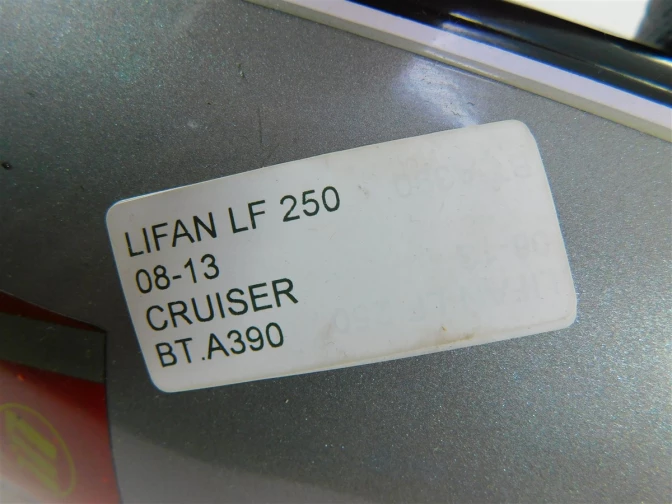 LIFAN LF 250
08-13
CRUISER
BT.A390